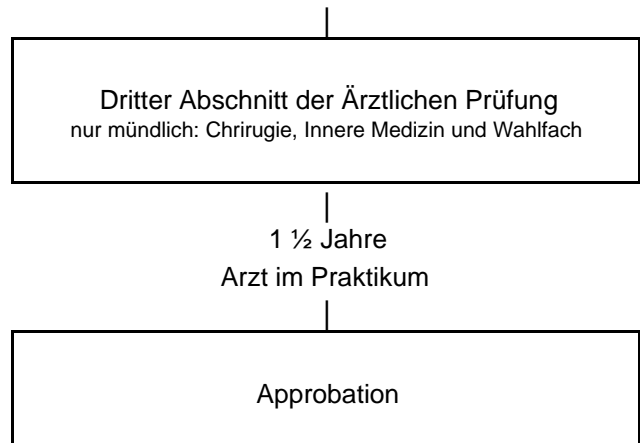 Dritter Abschnitt der Ärztlichen Prüfung
nur mündlich: Chrirugie, Innere Medizin und Wahlfach
1 ½ Jahre
Arzt im Praktikum
Approbation